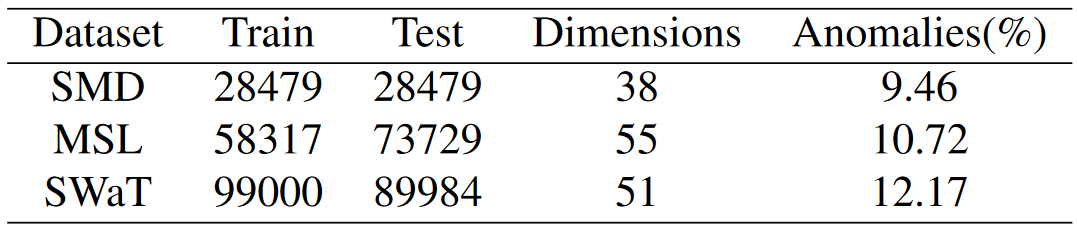 Dataset Train Test Dimensions Anomalies(%)
SMD 28479 28479 38 9.46
MSL 58317 73729 55 10.72
SWaT 99000 89984 51 12.17